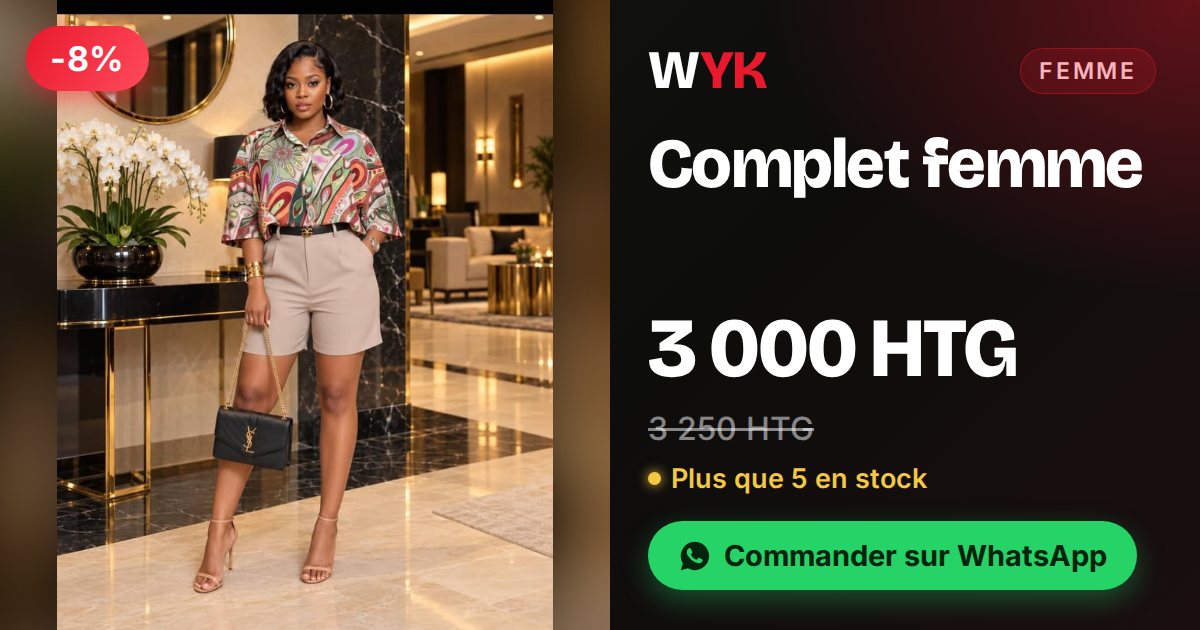 -8%
WYK
FEMME
Complet femme
3 000 HTG
3 250 HTG
Plus que 5 en stock
Commander sur WhatsApp
YSL